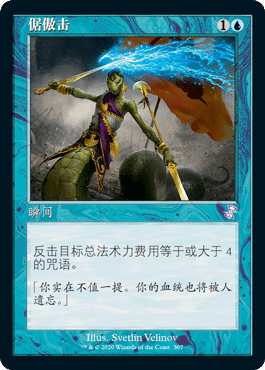 倨傲击 1
瞬间
反击目标总法术力费用等于或大于 4
的咒语。
「你实在不值一提。你的血统也将被人
遗忘。」
Illus. Svetlin Velinov
™ & © 2020 Wizards of the Coast 307